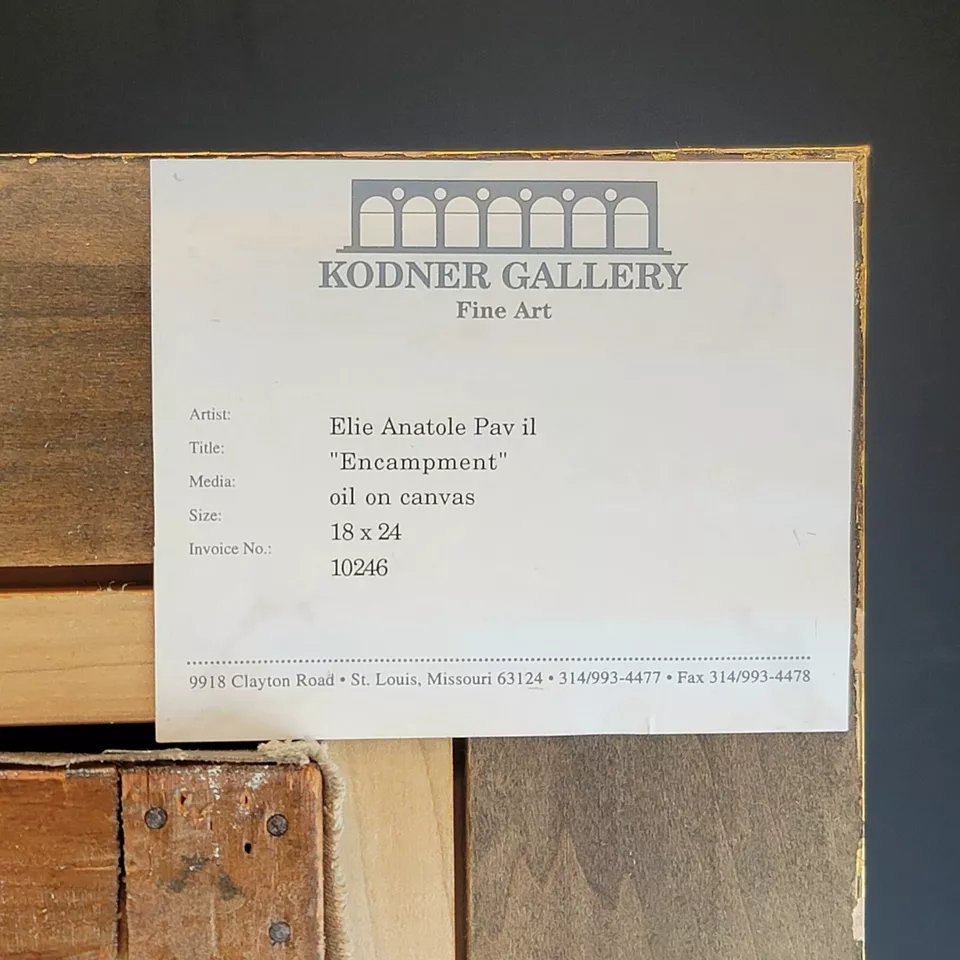 KODNER GALLERY
Fine Art
Artist: Elie Anatole Pav il
Title: "Encampment"
Media: oil on canvas
Size: 18 x 24
Invoice No.: 10246
9918 Clayton Road • St. Louis, Missouri 63124 • 314/993-4477 • Fax 314/993-4478